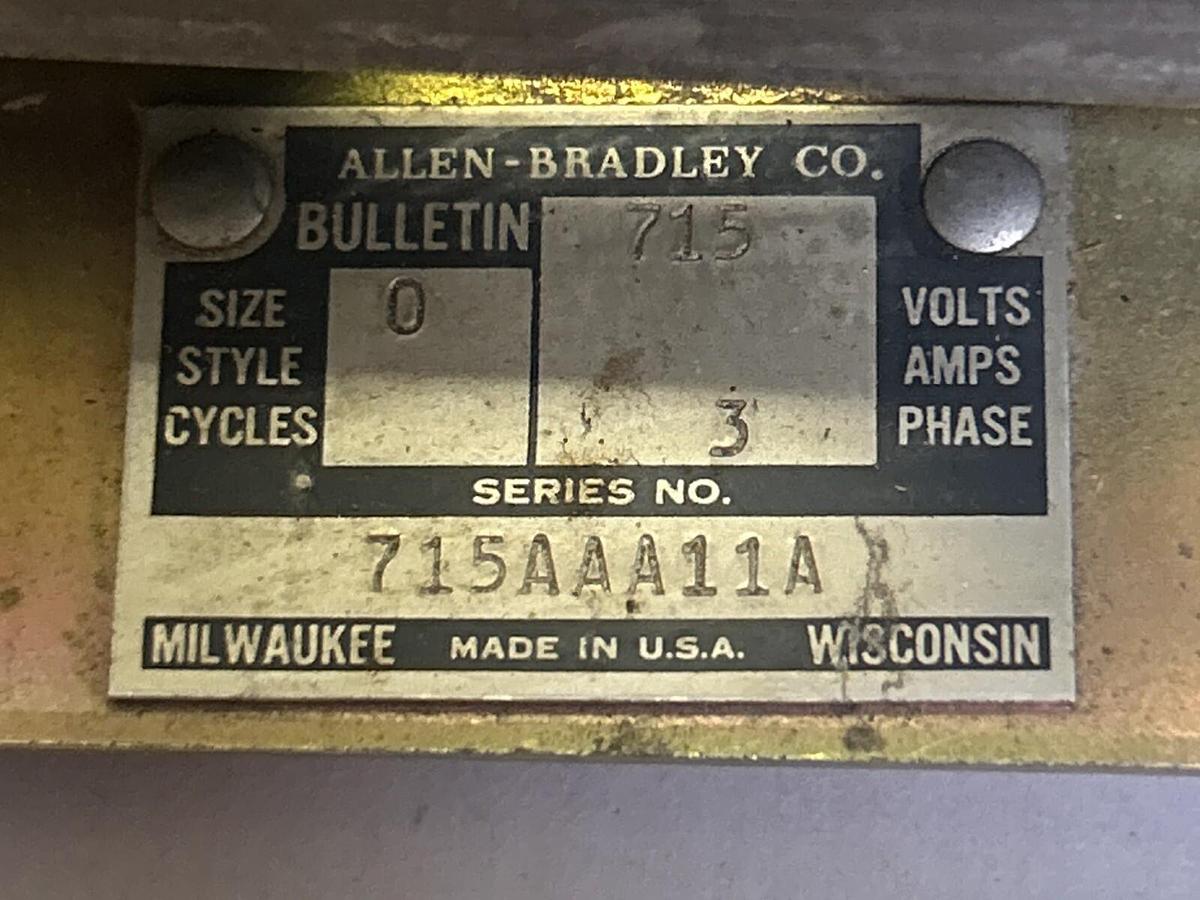 ALLEN-BRADLEY CO.
BULLETIN 715
SIZE 0 VOLTS
STYLE AMPS
CYCLES 3 PHASE
SERIES NO.
715AAA11A
MILWAUKEE MADE IN U.S.A. WISCONSIN